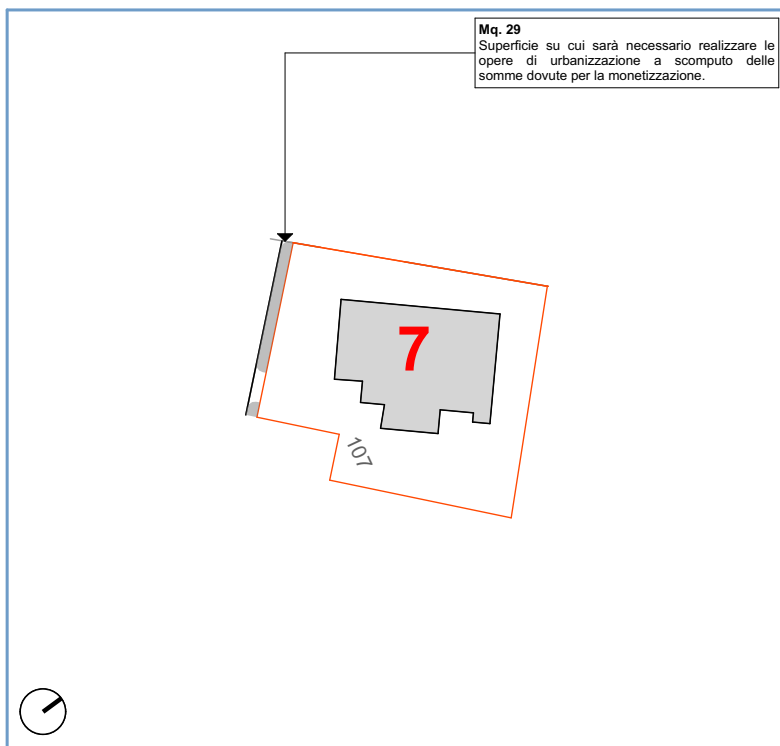 Mq. 29
Superficie su cui sarà necessario realizzare le
opere di urbanizzazione a scomputo delle
somme dovute per la monetizzazione.
7
107